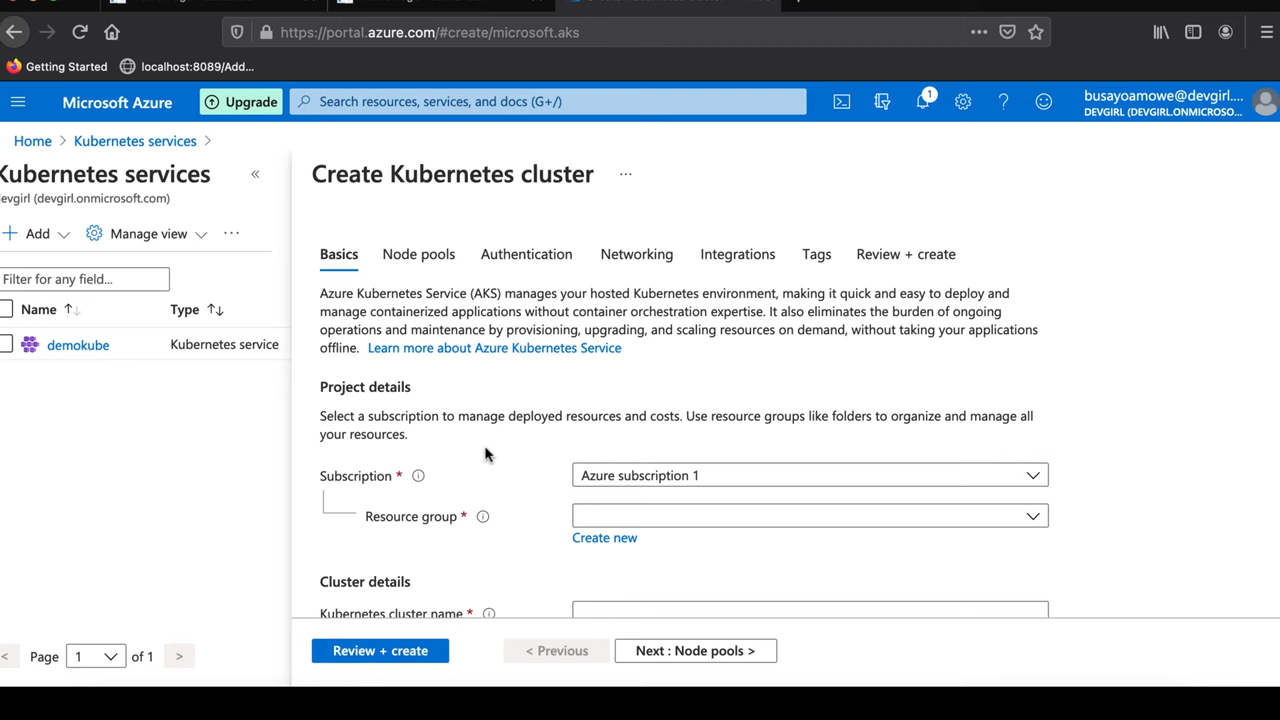 https://portal.azure.com/#create/microsoft.aks
Getting Started
localhost:8089/Add...
Microsoft Azure
Upgrade
Search resources, services, and docs (G+/)
1
busayoamowe@devgirl....
DEVGIRL (DEVGIRL.ONMICROSO...
Home > Kubernetes services >
Kubernetes services
devgirl (devgirl.onmicrosoft.com)
Add
Manage view
...
Filter for any field...
Name
Type
demokube
Kubernetes service
Page 1 of 1
Create Kubernetes cluster
...
Basics
Node pools
Authentication
Networking
Integrations
Tags
Review + create
Azure Kubernetes Service (AKS) manages your hosted Kubernetes environment, making it quick and easy to deploy and
manage containerized applications without container orchestration expertise. It also eliminates the burden of ongoing
operations and maintenance by provisioning, upgrading, and scaling resources on demand, without taking your applications
offline. Learn more about Azure Kubernetes Service
Project details
Select a subscription to manage deployed resources and costs. Use resource groups like folders to organize and manage all
your resources.
Subscription *
Azure subscription 1
Resource group *
Create new
Cluster details
Kubernetes cluster name *
Review + create
< Previous
Next : Node pools >